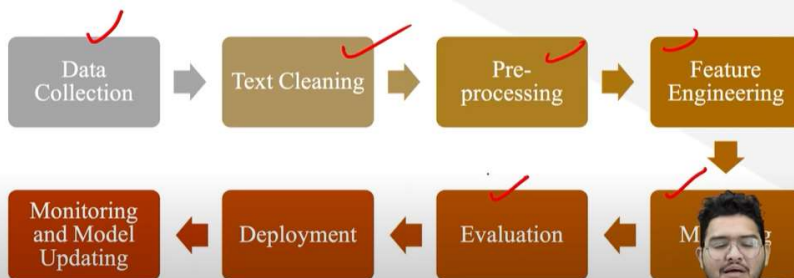 Data
Collection
Text Cleaning
Pre-
processing
Feature
Engineering
Monitoring
and Model
Updating
Deployment
Evaluation